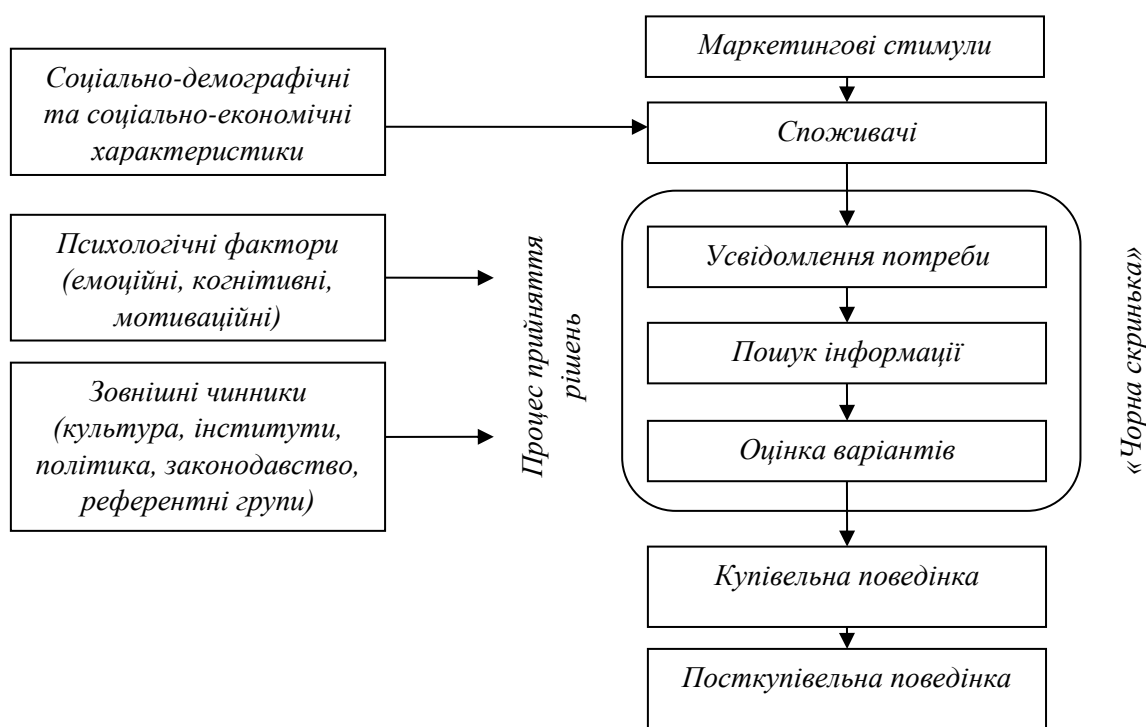 Маркетингові стимули
Соціально-демографічні
та соціально-економічні
характеристики
Споживачі
Психологічні фактори
(емоційні, когнітивні,
мотиваційні)
Зовнішні чинники
(культура, інститути,
політика, законодавство,
референтні групи)
Процес прийняття
рішень
Усвідомлення потреби
Пошук інформації
Оцінка варіантів
«Чорна скринька»
Купівельна поведінка
Посткупівельна поведінка